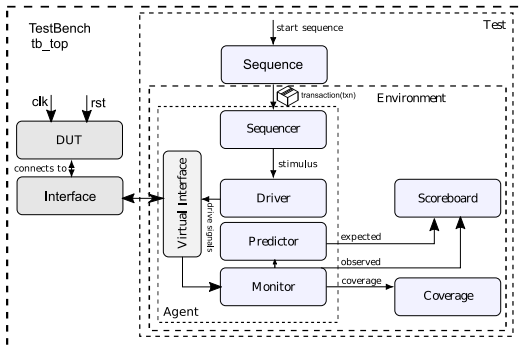 TestBench
tb_top
Test
start sequence
Sequence
transaction(txn)
Environment
clk
rst
DUT
connects to
Interface
Sequencer
stimulus
Virtual Interface
Driver
drive signals
Scoreboard
Predictor
expected
observed
Monitor
coverage
Coverage
Agent